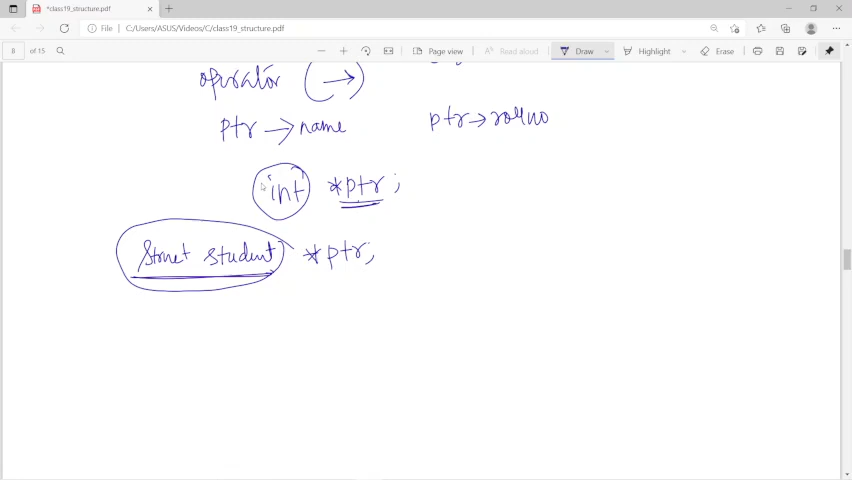 *class19_structure.pdf
File C:/Users/ASUS/Videos/C/class19_structure.pdf
8 of 15 Page view Read aloud Draw Highlight Erase
operator (→)
ptr → name ptr → rollno
int *ptr ;
struct student *ptr;